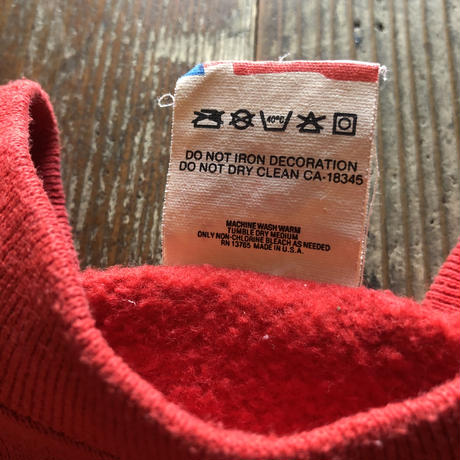 40°C
DO NOT IRON DECORATION
DO NOT DRY CLEAN CA-18345
MACHINE WASH WARM
TUMBLE DRY MEDIUM
ONLY NON-CHLORINE BLEACH AS NEEDED
RN 13765 MADE IN U.S.A.